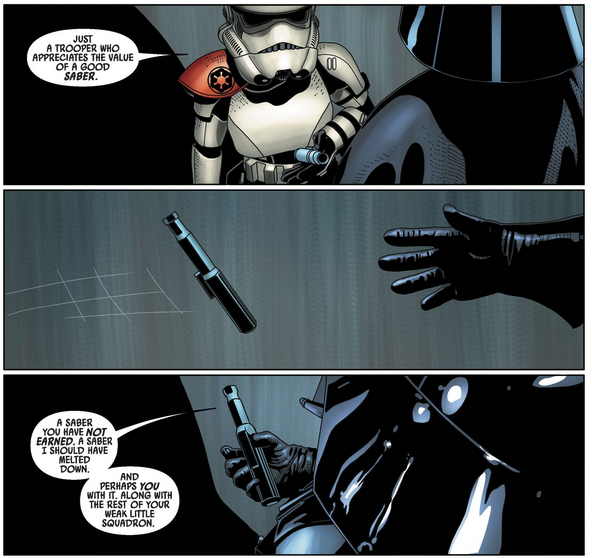 JUST
A TROOPER WHO
APPRECIATES THE VALUE
OF A GOOD
SABER.
A SABER
YOU HAVE NOT
EARNED. A SABER
I SHOULD HAVE
MELTED
DOWN.
AND
PERHAPS YOU
WITH IT. ALONG WITH
THE REST OF YOUR
WEAK LITTLE
SQUADRON.